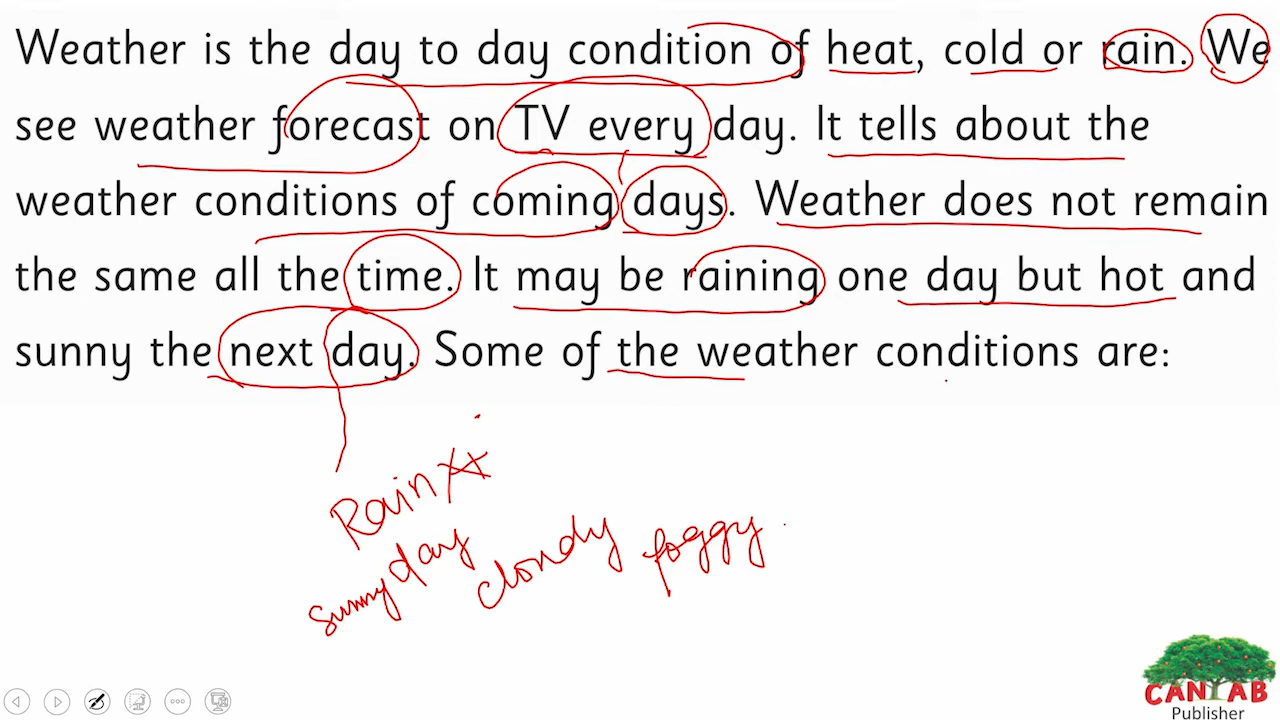 Weather is the day to day condition of heat, cold or rain. We
see weather forecast on TV every day. It tells about the
weather conditions of coming days. Weather does not remain
the same all the time. It may be raining one day but hot and
sunny the next day. Some of the weather conditions are:
Rain
sunny day cloudy foggy
CANTAB
Publisher